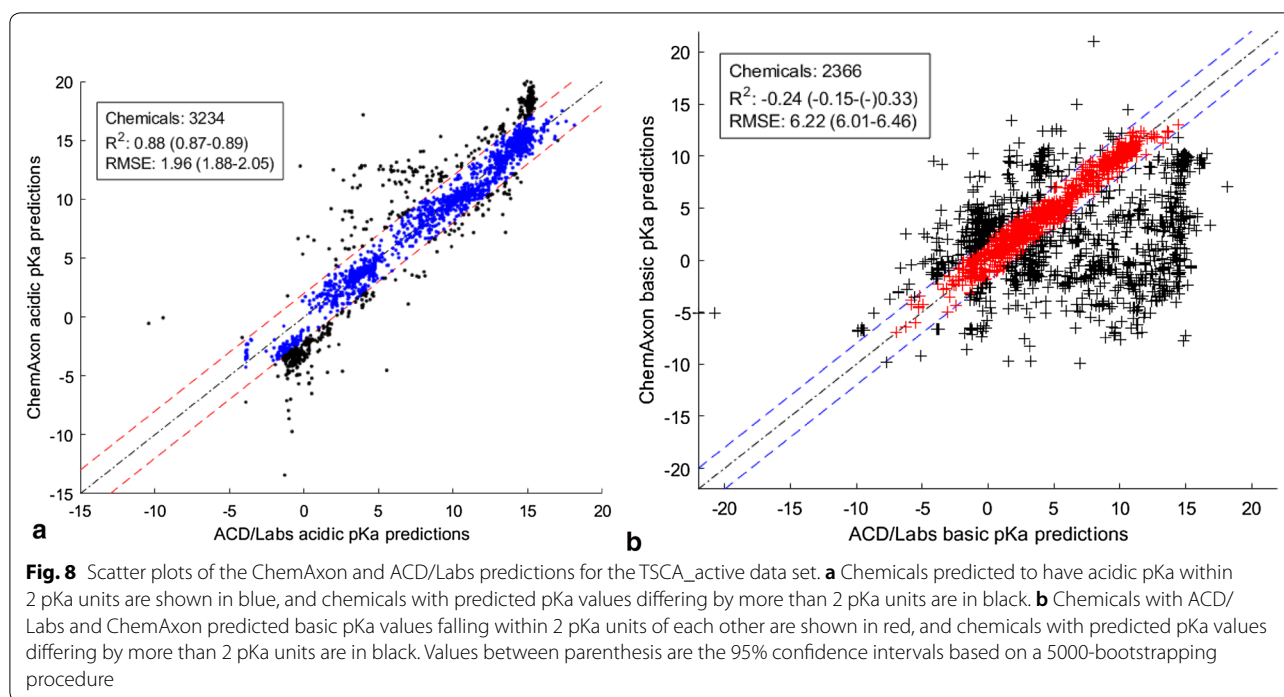 Chemicals: 3234
R²: 0.88 (0.87-0.89)
RMSE: 1.96 (1.88-2.05)
ChemAxon acidic pKa predictions
20
15
10
5
0
-5
-10
-15
-15
-10
-5
0
5
10
15
20
ACD/Labs acidic pKa predictions
a
Chemicals: 2366
R²: -0.24 (-0.15-(-)0.33)
RMSE: 6.22 (6.01-6.46)
ChemAxon basic pKa predictions
20
15
10
5
0
-5
-10
-15
-20
-20
-15
-10
-5
0
5
10
15
20
ACD/Labs basic pKa predictions
b
Fig. 8 Scatter plots of the ChemAxon and ACD/Labs predictions for the TSCA_active data set. a Chemicals predicted to have acidic pKa within
2 pKa units are shown in blue, and chemicals with predicted pKa values differing by more than 2 pKa units are in black. b Chemicals with ACD/
Labs and ChemAxon predicted basic pKa values falling within 2 pKa units of each other are shown in red, and chemicals with predicted pKa values
differing by more than 2 pKa units are in black. Values between parenthesis are the 95% confidence intervals based on a 5000-bootstrapping
procedure